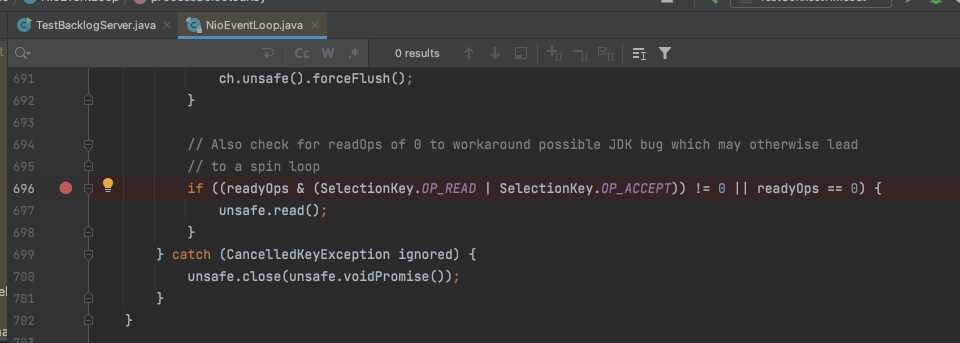 NioEventLoop
processSelectedKey
TestBacklogServer.java
NioEventLoop.java
Cc W .* 0 results
691 ch.unsafe().forceFlush();
692 }
693
694 // Also check for readOps of 0 to workaround possible JDK bug which may otherwise lead
695 // to a spin loop
696 if ((readyOps & (SelectionKey.OP_READ | SelectionKey.OP_ACCEPT)) != 0 || readyOps == 0) {
697 unsafe.read();
698 }
699 } catch (CancelledKeyException ignored) {
700 unsafe.close(unsafe.voidPromise());
701 }
702 }